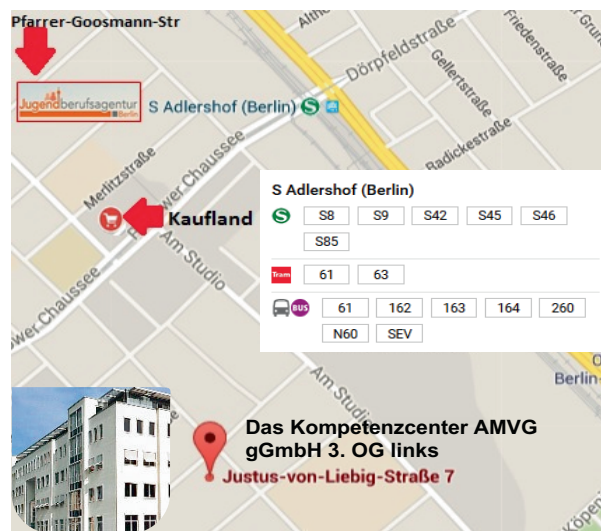 Pfarrer-Goosmann-Str
Jugendberufsagentur
Berlin
S Adlershof (Berlin)
Dörpfeldstraße
Friedenstraße
Gellertstraße
Radickestraße
Merlitzstraße
Kaufland
Am Studio
S Adlershof (Berlin)
S S8 S9 S42 S45 S46
S85
Tram 61 63
BUS 61 162 163 164 260
N60 SEV
Am Studio
Berlin-
Das Kompetenzcenter AMVG
gGmbH 3. OG links
Justus-von-Liebig-Straße 7